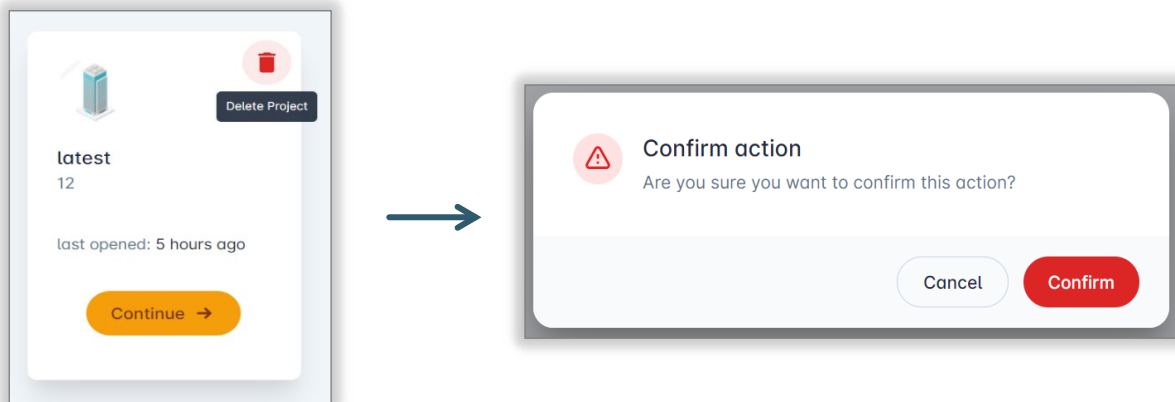 Delete Project
latest
12
last opened: 5 hours ago
Continue →
Confirm action
Are you sure you want to confirm this action?
Cancel
Confirm